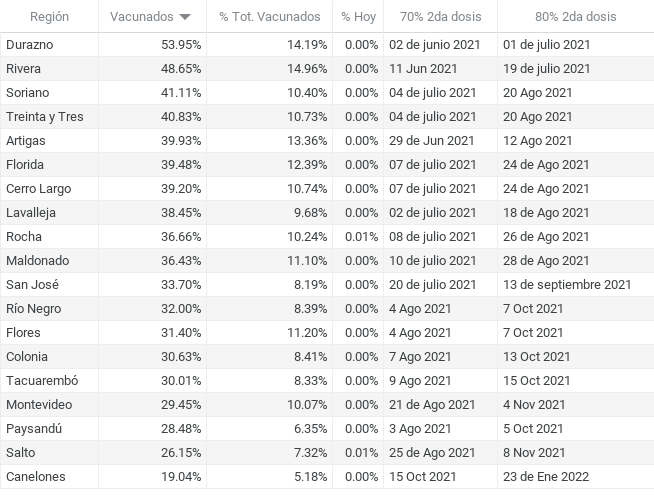 Región Vacunados % Tot. Vacunados % Hoy 70% 2da dosis 80% 2da dosis
Durazno 53.95% 14.19% 0.00% 02 de junio 2021 01 de julio 2021
Rivera 48.65% 14.96% 0.00% 11 Jun 2021 19 de julio 2021
Soriano 41.11% 10.40% 0.00% 04 de julio 2021 20 Ago 2021
Treinta y Tres 40.83% 10.73% 0.00% 04 de julio 2021 20 Ago 2021
Artigas 39.93% 13.36% 0.00% 29 de Jun 2021 12 Ago 2021
Florida 39.48% 12.39% 0.00% 07 de julio 2021 24 de Ago 2021
Cerro Largo 39.20% 10.74% 0.00% 07 de julio 2021 24 de Ago 2021
Lavalleja 38.45% 9.68% 0.00% 02 de julio 2021 18 de Ago 2021
Rocha 36.66% 10.24% 0.01% 08 de julio 2021 26 de Ago 2021
Maldonado 36.43% 11.10% 0.00% 10 de julio 2021 28 de Ago 2021
San José 33.70% 8.19% 0.00% 20 de julio 2021 13 de septiembre 2021
Río Negro 32.00% 8.39% 0.00% 4 Ago 2021 7 Oct 2021
Flores 31.40% 11.20% 0.00% 4 Ago 2021 7 Oct 2021
Colonia 30.63% 8.41% 0.00% 7 Ago 2021 13 Oct 2021
Tacuarembó 30.01% 8.33% 0.00% 9 Ago 2021 15 Oct 2021
Montevideo 29.45% 10.07% 0.00% 21 de Ago 2021 4 Nov 2021
Paysandú 28.48% 6.35% 0.00% 3 Ago 2021 5 Oct 2021
Salto 26.15% 7.32% 0.01% 25 de Ago 2021 8 Nov 2021
Canelones 19.04% 5.18% 0.00% 15 Oct 2021 23 de Ene 2022